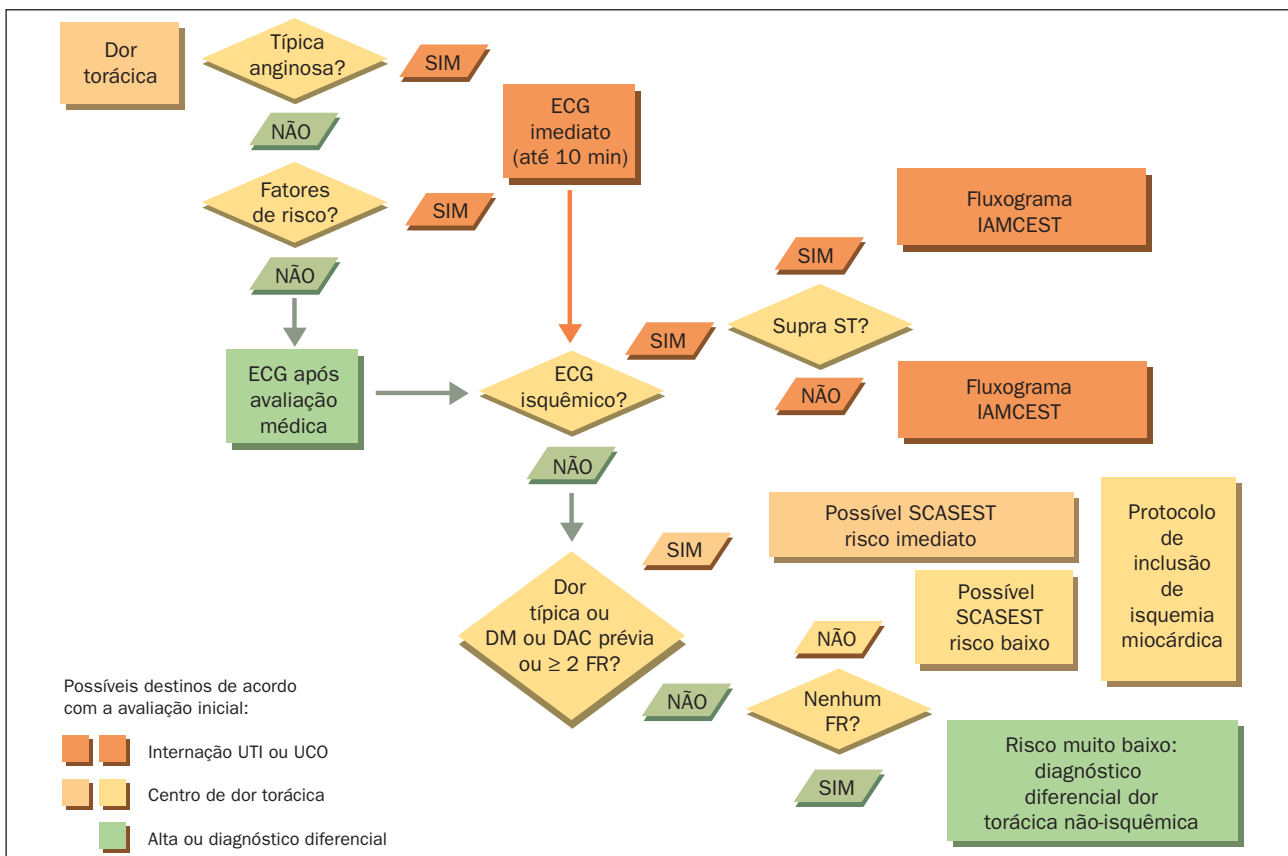 Dor
torácica
Típica
anginosa?
SIM
NÃO
Fatores
de risco?
SIM
NÃO
ECG
imediato
(até 10 min)
ECG após
avaliação
médica
ECG
isquêmico?
SIM
Supra ST?
SIM
Fluxograma
IAMCEST
NÃO
Fluxograma
IAMCEST
NÃO
Dor
típica ou
DM ou DAC prévia
ou ≥ 2 FR?
SIM
Possível SCASEST
risco imediato
Protocolo
de
inclusão
de
isquemia
miocárdica
NÃO
Nenhum
FR?
NÃO
Possível
SCASEST
risco baixo
SIM
Risco muito baixo:
diagnóstico
diferencial dor
torácica não-isquêmica
Possíveis destinos de acordo
com a avaliação inicial:
Internação UTI ou UCO
Centro de dor torácica
Alta ou diagnóstico diferencial